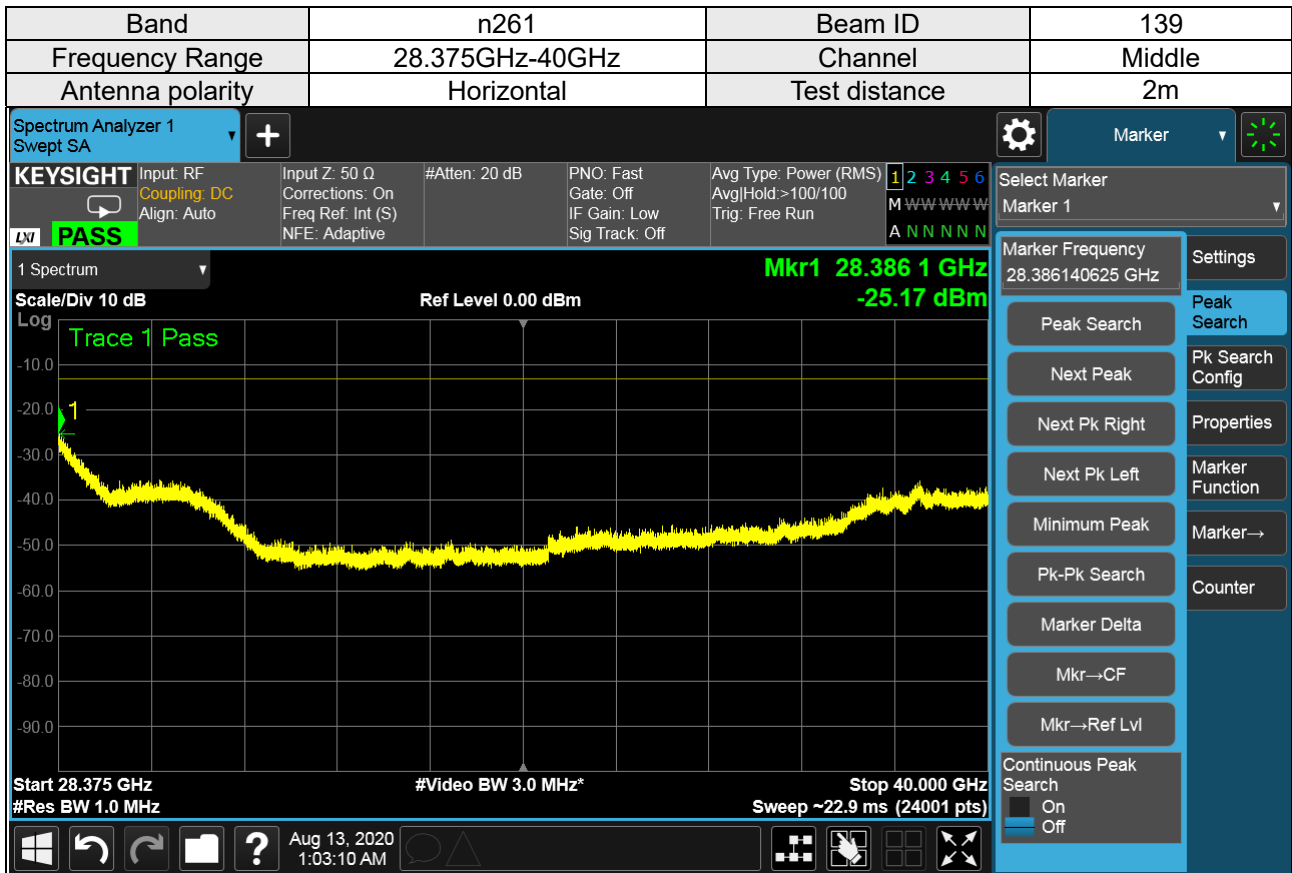 Band n261 Beam ID 139
Frequency Range 28.375GHz-40GHz Channel Middle
Antenna polarity Horizontal Test distance 2m
Spectrum Analyzer 1
Swept SA
+
Marker
KEYSIGHT
LXI PASS
Input: RF
Coupling: DC
Align: Auto
Input Z: 50 Ω
Corrections: On
Freq Ref: Int (S)
NFE: Adaptive
#Atten: 20 dB
PNO: Fast
Gate: Off
IF Gain: Low
Sig Track: Off
Avg Type: Power (RMS)
Avg|Hold:>100/100
Trig: Free Run
1 2 3 4 5 6
M W W W W W
A N N N N N
Select Marker
Marker 1
1 Spectrum
Mkr1 28.386 1 GHz
-25.17 dBm
Scale/Div 10 dB
Ref Level 0.00 dBm
Log
Trace 1 Pass
1
-10.0
-20.0
-30.0
-40.0
-50.0
-60.0
-70.0
-80.0
-90.0
Start 28.375 GHz
#Video BW 3.0 MHz*
Stop 40.000 GHz
#Res BW 1.0 MHz
Sweep ~22.9 ms (24001 pts)
Marker Frequency
28.386140625 GHz
Peak Search
Next Peak
Next Pk Right
Next Pk Left
Minimum Peak
Pk-Pk Search
Marker Delta
Mkr→CF
Mkr→Ref Lvl
Continuous Peak
Search
On
Off
Settings
Peak
Search
Pk Search
Config
Properties
Marker
Function
Marker→
Counter
?
Aug 13, 2020
1:03:10 AM